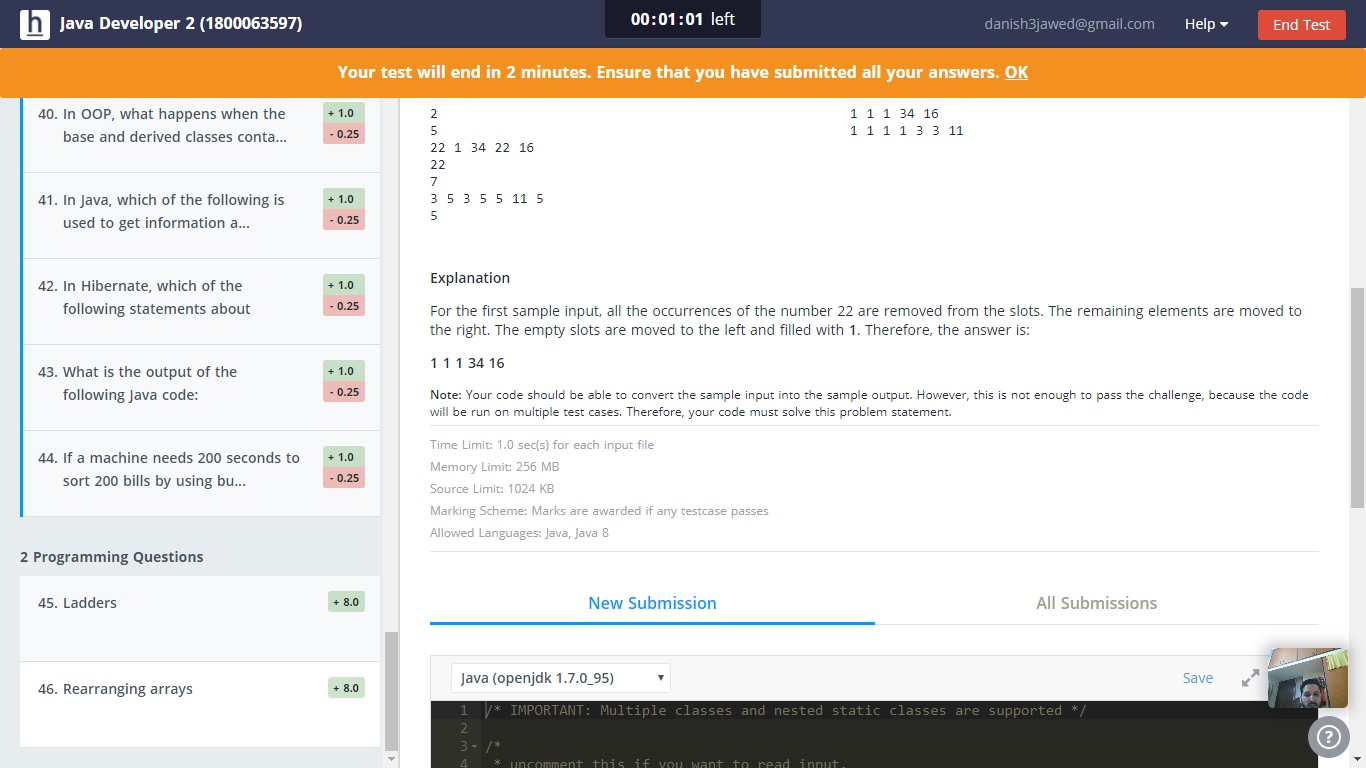 h Java Developer 2 (1800063597)
00:01:01 left
danish3jawed@gmail.com
Help
End Test
Your test will end in 2 minutes. Ensure that you have submitted all your answers. OK
40. In OOP, what happens when the
base and derived classes conta...
+ 1.0
- 0.25
41. In Java, which of the following is
used to get information a...
+ 1.0
- 0.25
42. In Hibernate, which of the
following statements about
+ 1.0
- 0.25
43. What is the output of the
following Java code:
+ 1.0
- 0.25
44. If a machine needs 200 seconds to
sort 200 bills by using bu...
+ 1.0
- 0.25
2 Programming Questions
45. Ladders
+ 8.0
46. Rearranging arrays
+ 8.0
2
5
22 1 34 22 16
22
7
3 5 3 5 5 11 5
5
1 1 1 34 16
1 1 1 1 3 3 11
Explanation
For the first sample input, all the occurrences of the number 22 are removed from the slots. The remaining elements are moved to
the right. The empty slots are moved to the left and filled with 1. Therefore, the answer is:
1 1 1 34 16
Note: Your code should be able to convert the sample input into the sample output. However, this is not enough to pass the challenge, because the code
will be run on multiple test cases. Therefore, your code must solve this problem statement.
Time Limit: 1.0 sec(s) for each input file
Memory Limit: 256 MB
Source Limit: 1024 KB
Marking Scheme: Marks are awarded if any testcase passes
Allowed Languages: Java, Java 8
New Submission
All Submissions
Java (openjdk 1.7.0_95)
Save
1 /* IMPORTANT: Multiple classes and nested static classes are supported */
2
3 /*
4 * uncomment this if you want to read input.
?